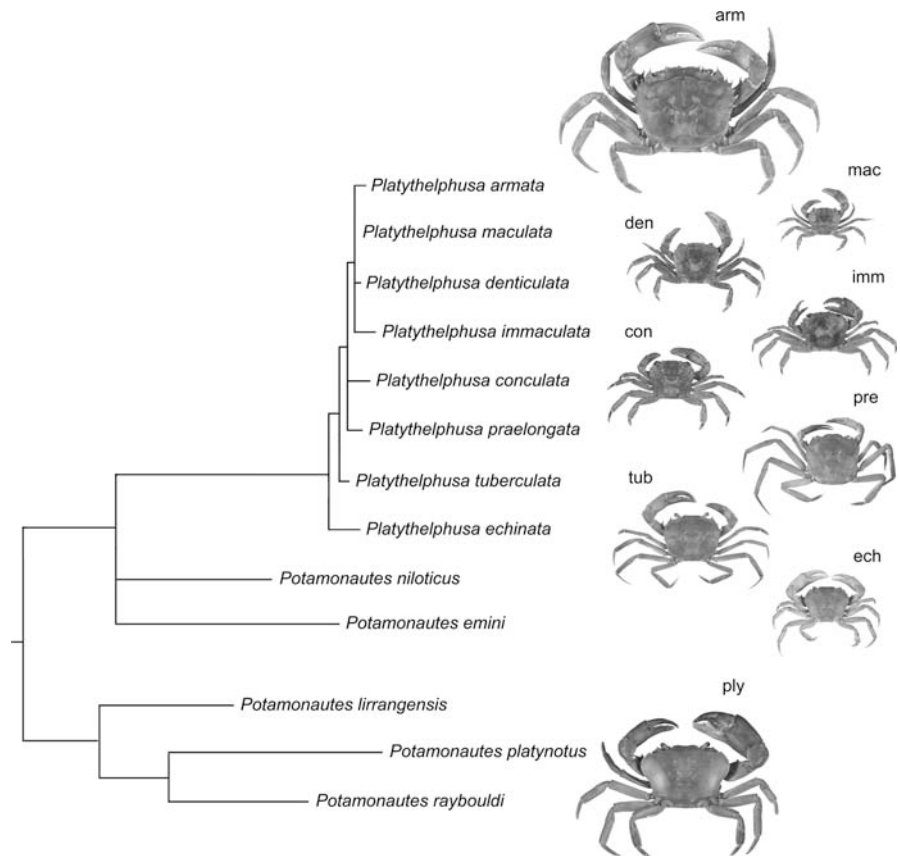 arm
mac
den
imm
con
pre
tub
ech
ply
Platythelphusa armata
Platythelphusa maculata
Platythelphusa denticulata
Platythelphusa immaculata
Platythelphusa conculata
Platythelphusa praelongata
Platythelphusa tuberculata
Platythelphusa echinata
Potamonautes niloticus
Potamonautes emini
Potamonautes lirrangensis
Potamonautes platynotus
Potamonautes raybouldi